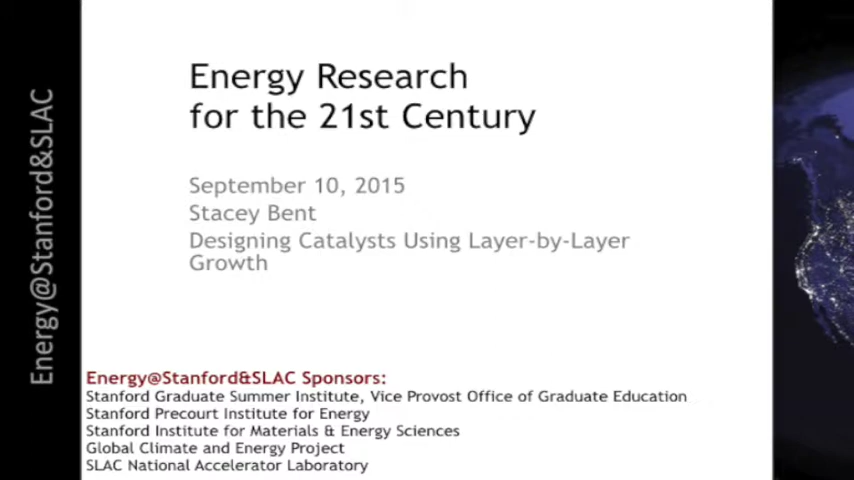 Energy@Stanford&SLAC
Energy Research
for the 21st Century
September 10, 2015
Stacey Bent
Designing Catalysts Using Layer-by-Layer
Growth
Energy@Stanford&SLAC Sponsors:
Stanford Graduate Summer Institute, Vice Provost Office of Graduate Education
Stanford Precourt Institute for Energy
Stanford Institute for Materials & Energy Sciences
Global Climate and Energy Project
SLAC National Accelerator Laboratory